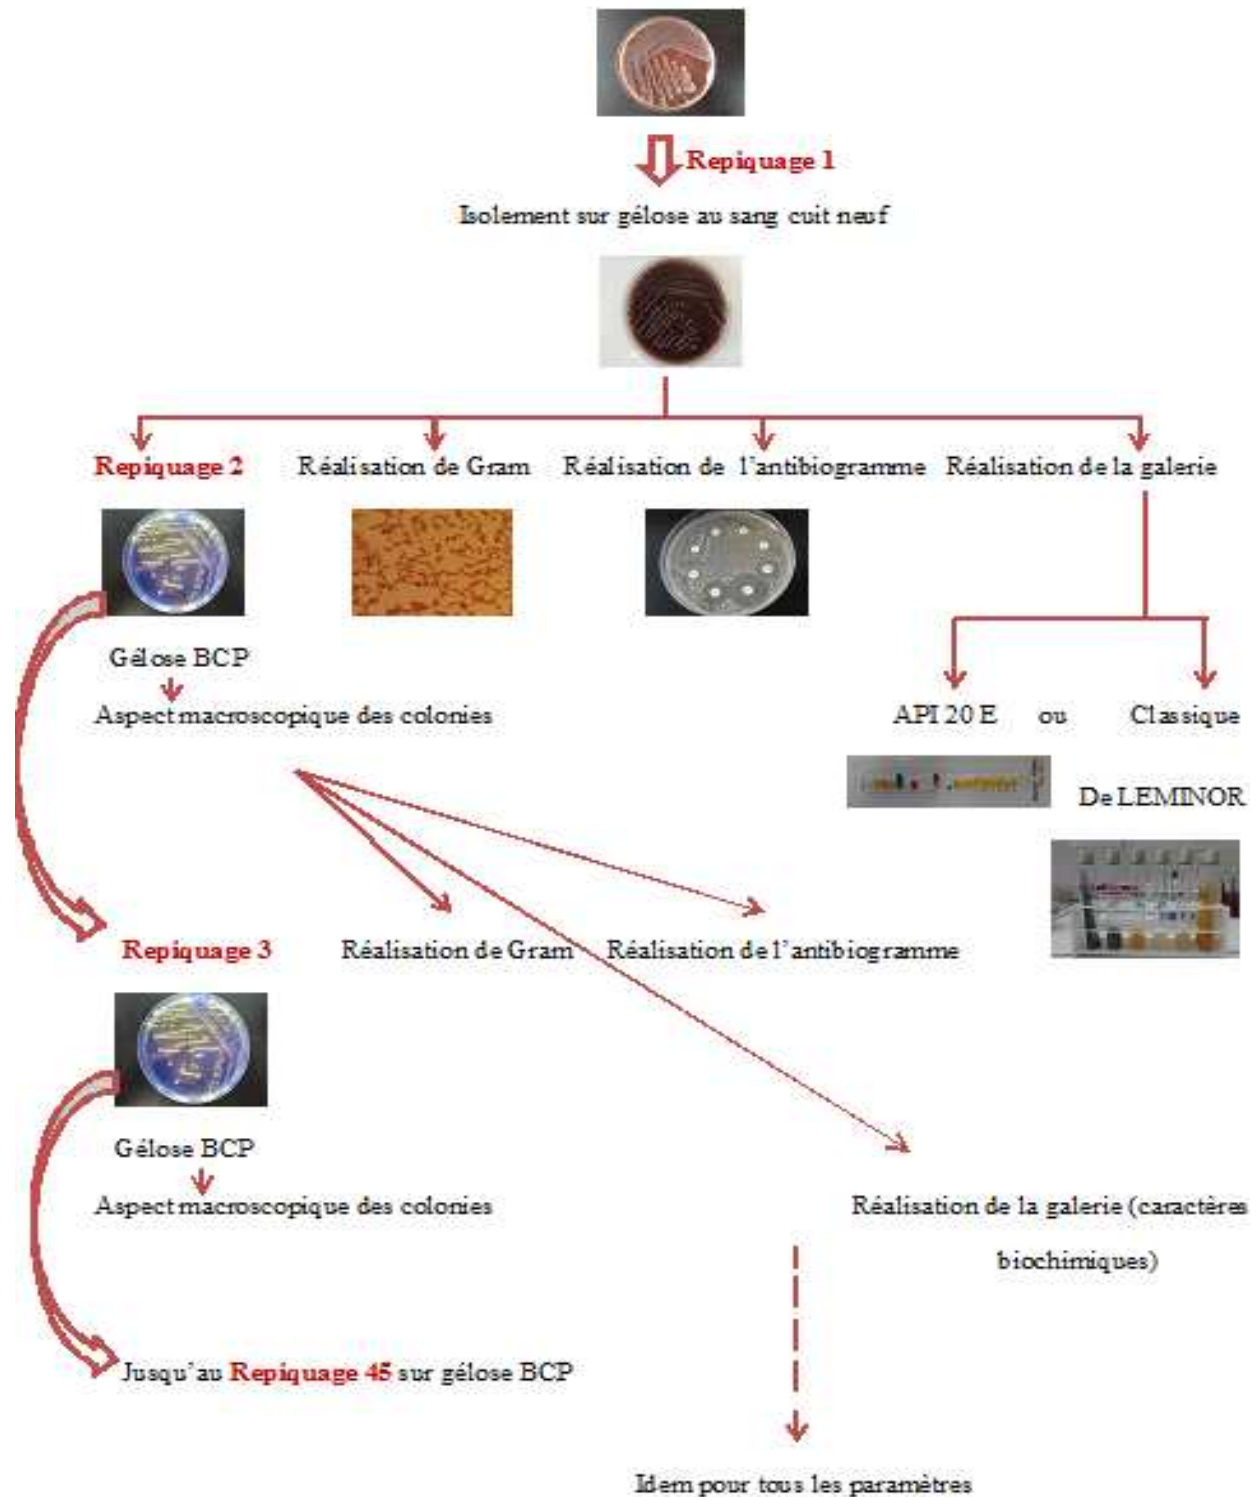 Repiquage 1
Isolement sur gélose au sang cuit neuf
Repiquage 2
Réalisation de Gram
Réalisation de l'antibiogramme
Réalisation de la galerie
Gélose BCP
Aspect macroscopique des colonies
API 20 E ou Classique
De LEMINOR
Repiquage 3
Réalisation de Gram
Réalisation de l'antibiogramme
Gélose BCP
Aspect macroscopique des colonies
Réalisation de la galerie (caractères
biochimiques)
Jusqu'au Repiquage 45 sur gélose BCP
Idem pour tous les paramètres